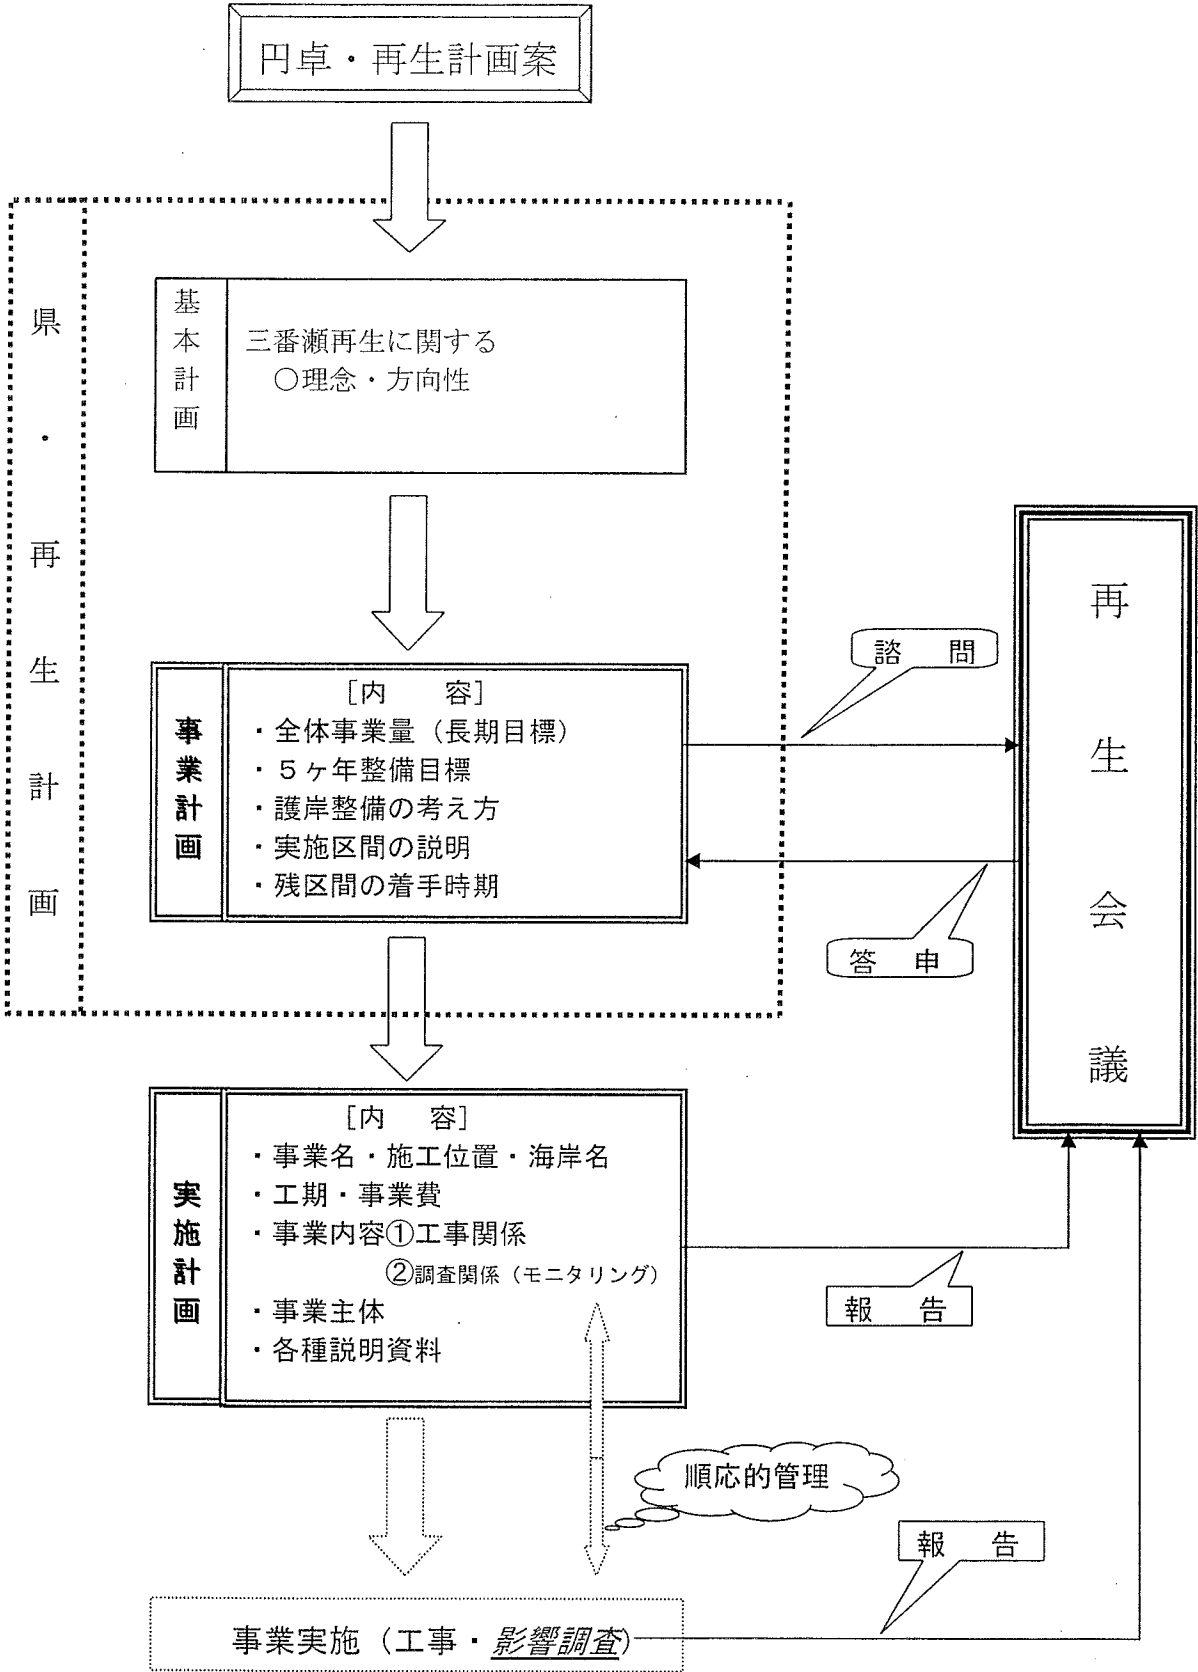 円卓・再生計画案
県・再生計画
基本計画
三番瀬再生に関する
○理念・方向性
事業計画
［内　容］
・全体事業量（長期目標）
・５ヶ年整備目標
・護岸整備の考え方
・実施区間の説明
・残区間の着手時期
諮　問
答　申
再生会議
実施計画
［内　容］
・事業名・施工位置・海岸名
・工期・事業費
・事業内容①工事関係
②調査関係（モニタリング）
・事業主体
・各種説明資料
報　告
順応的管理
報　告
事業実施（工事・影響調査）